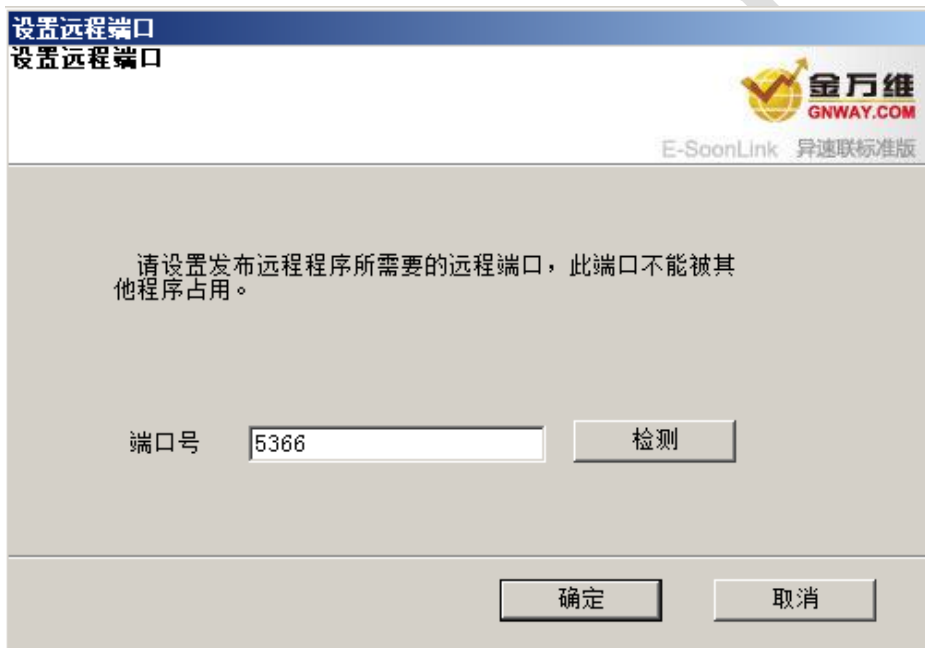 设置远程端口
设置远程端口
金万维
GNWAY.COM
E-SoonLink 异速联标准版
请设置发布远程程序所需要的远程端口，此端口不能被其
他程序占用。
端口号 5366 检测
确定 取消